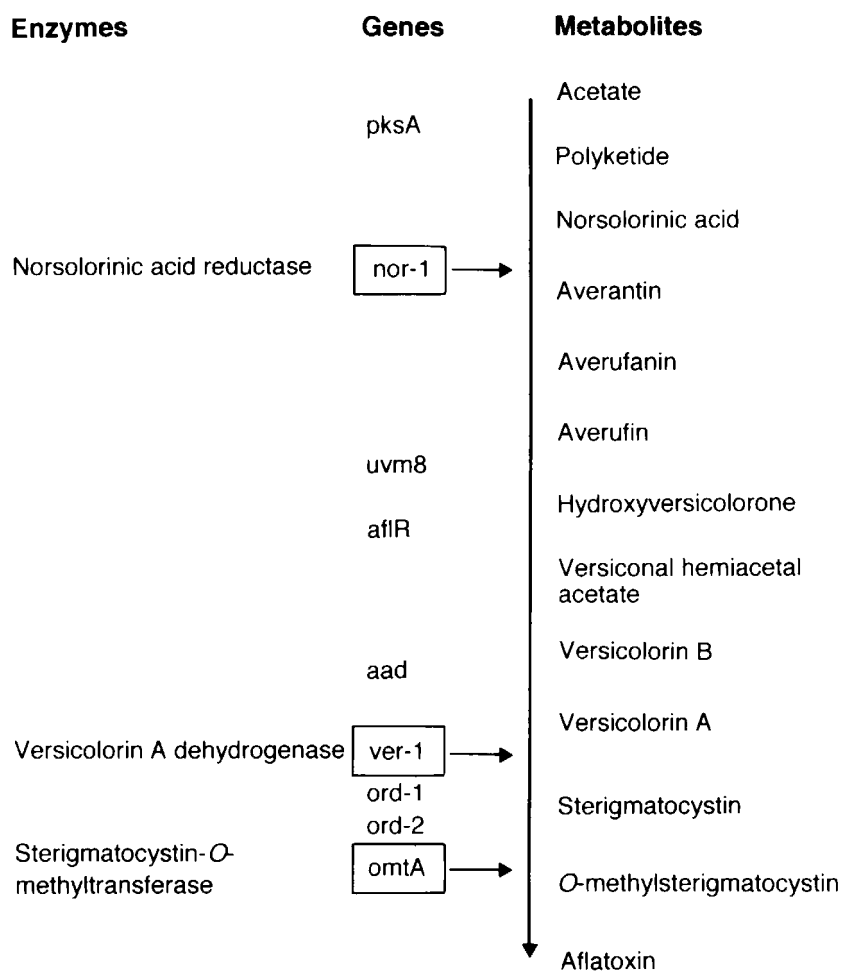 Enzymes Genes Metabolites
Acetate
pksA
Polyketide
Norsolorinic acid
Norsolorinic acid reductase nor-1
Averantin
Averufanin
Averufin
uvm8
Hydroxyversicolorone
aflR
Versiconal hemiacetal
acetate
Versicolorin B
aad
Versicolorin A
Versicolorin A dehydrogenase ver-1
ord-1
Sterigmatocystin
ord-2
Sterigmatocystin-O-
methyltransferase
omtA
O-methylsterigmatocystin
Aflatoxin